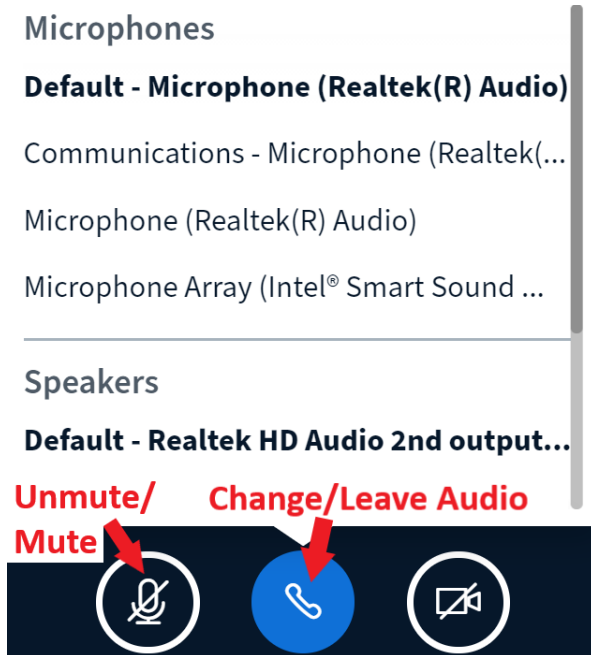 Microphones
Default - Microphone (Realtek(R) Audio)
Communications - Microphone (Realtek(...
Microphone (Realtek(R) Audio)
Microphone Array (Intel® Smart Sound ...
Speakers
Default - Realtek HD Audio 2nd output...
Unmute/
Mute
Change/Leave Audio